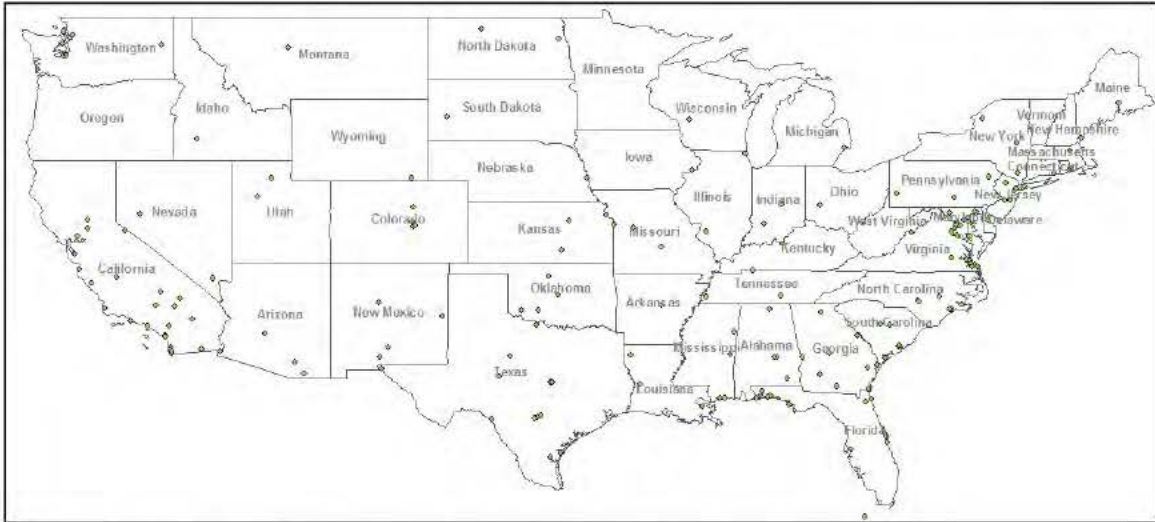 Washington
Montana
North Dakota
Minnesota
Maine
Oregon
Idaho
South Dakota
Wisconsin
Michigan
Vermont
New York
New Hampshire
Massachusetts
Connecticut
Wyoming
Nebraska
Iowa
Pennsylvania
New Jersey
Nevada
Utah
Colorado
Kansas
Illinois
Indiana
Ohio
West Virginia
Delaware
Missouri
Kentucky
Virginia
California
Arizona
New Mexico
Oklahoma
Arkansas
Tennessee
North Carolina
South Carolina
Texas
Mississippi
Alabama
Georgia
Louisiana
Florida